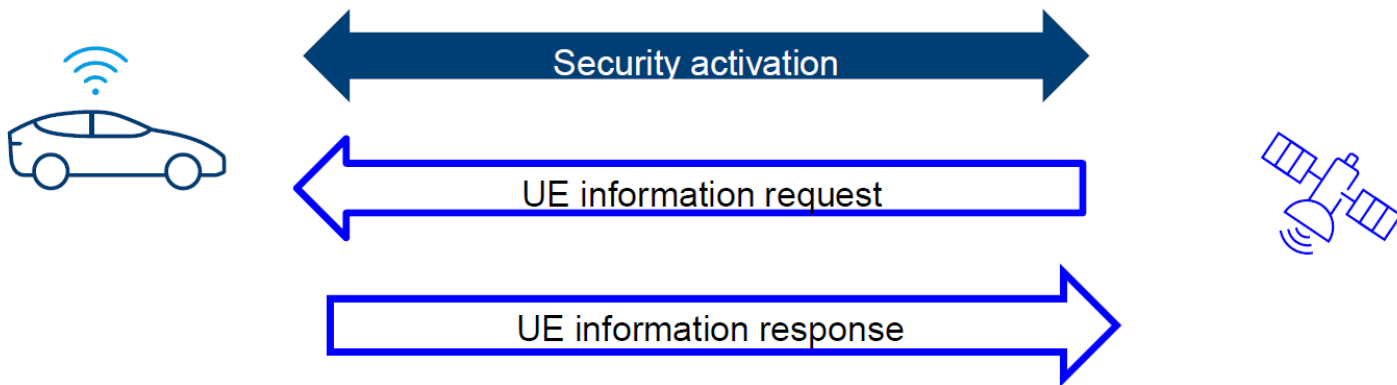 Security activation
UE information request
UE information response